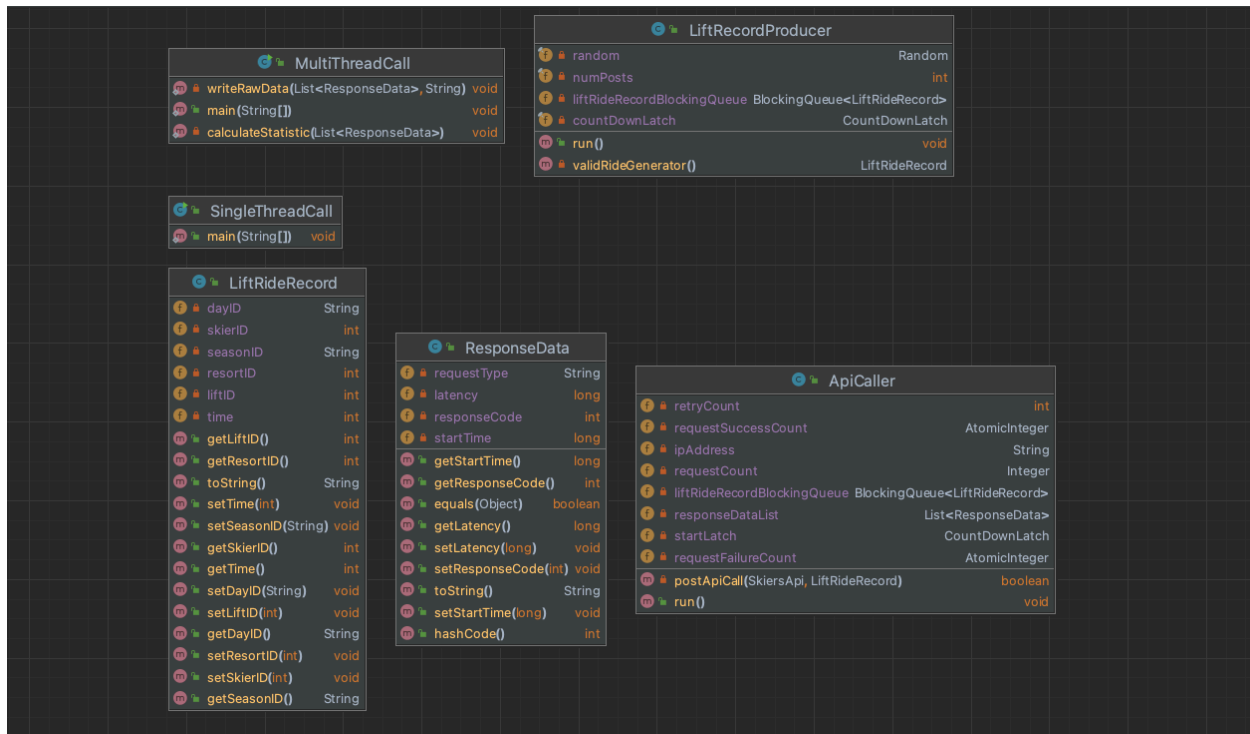 MultiThreadCall
writeRawData(List<ResponseData>, String) void
main(String[]) void
calculateStatistic(List<ResponseData>) void
LiftRecordProducer
random Random
numPosts int
liftRideRecordBlockingQueue BlockingQueue<LiftRideRecord>
countDownLatch CountDownLatch
run() void
validRideGenerator() LiftRideRecord
SingleThreadCall
main(String[]) void
LiftRideRecord
dayID String
skierID int
seasonID String
resortID int
liftID int
time int
getLiftID() int
getResortID() int
toString() String
setTime(int) void
setSeasonID(String) void
getSkierID() int
getTime() int
setDayID(String) void
setLiftID(int) void
getDayID() String
setResortID(int) void
setSkierID(int) void
getSeasonID() String
ResponseData
requestType String
latency long
responseCode int
startTime long
getStartTime() long
getResponseCode() int
equals(Object) boolean
getLatency() long
setLatency(long) void
setResponseCode(int) void
toString() String
setStartTime(long) void
hashCode() int
ApiCaller
retryCount int
requestSuccessCount AtomicInteger
ipAddress String
requestCount Integer
liftRideRecordBlockingQueue BlockingQueue<LiftRideRecord>
responseDataList List<ResponseData>
startLatch CountDownLatch
requestFailureCount AtomicInteger
postApiCall(SkiersApi, LiftRideRecord) boolean
run() void